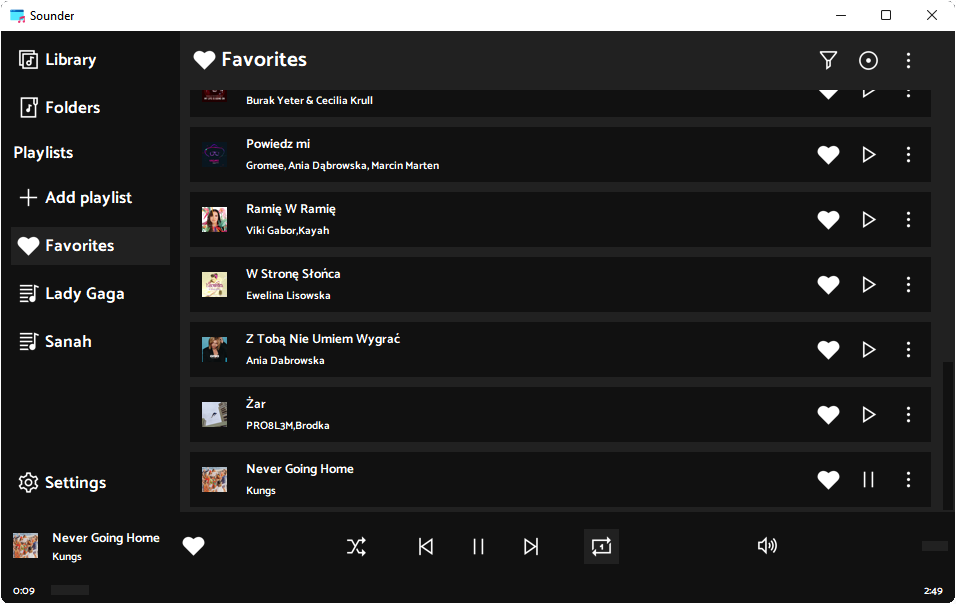 Sounder
Library
Folders
Playlists
Add playlist
Favorites
Lady Gaga
Sanah
Settings
Favorites
Burak Yeter & Cecilia Krull
Powiedz mi
Gromee, Ania Dąbrowska, Marcin Marten
Ramię W Ramię
Viki Gabor,Kayah
W Stronę Słońca
Ewelina Lisowska
Z Tobą Nie Umiem Wygrać
Ania Dabrowska
Żar
PRO8L3M,Brodka
Never Going Home
Kungs
Never Going Home
Kungs
1
0:09
2:49